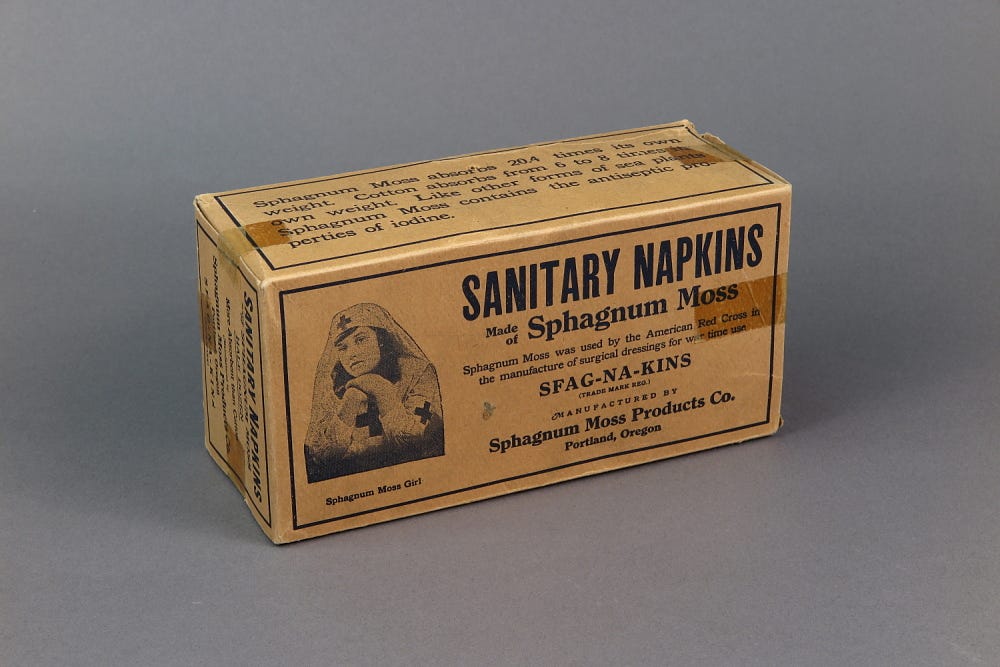 Sphagnum Moss absorbs 20.4 times its own
weight. Cotton absorbs from 6 to 8 times its
own weight. Like other forms of sea plants
Sphagnum Moss contains the antiseptic pro-
perties of iodine.
SANITARY NAPKINS
Made
of Sphagnum Moss
Sphagnum Moss was used by the American Red Cross in
the manufacture of surgical dressings for war time use
SFAG-NA-KINS
(TRADE MARK REG.)
MANUFACTURED BY
Sphagnum Moss Products Co.
Portland, Oregon
Sphagnum Moss Girl
SANITARY NAPKINS
Sphagnum Moss Products